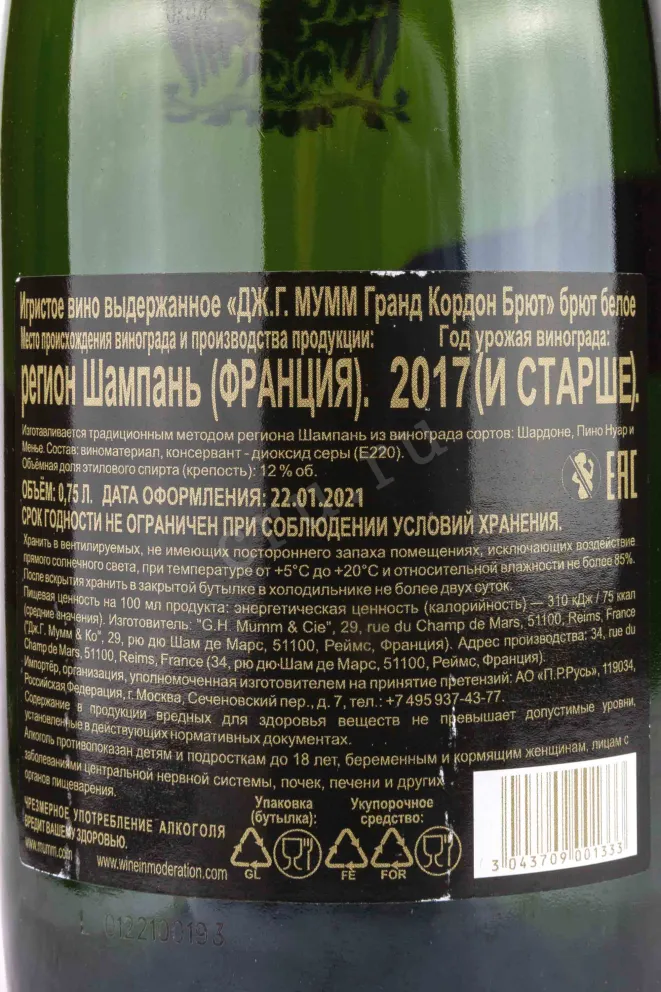 Игристое вино выдержанное «ДЖ.Г. МУММ Гранд Кордон Брют» брют белое
Место происхождения винограда и производства продукции: Год урожая винограда:
регион Шампань (ФРАНЦИЯ). 2017 (И СТАРШЕ).
Изготавливается традиционным методом региона Шампань из винограда сортов: Шардоне, Пино Нуар и
Менье. Состав: виноматериал, консервант - диоксид серы (Е220).
Объёмная доля этилового спирта (крепость): 12 % об.
ОБЪЁМ: 0,75 Л. ДАТА ОФОРМЛЕНИЯ: 22.01.2021
СРОК ГОДНОСТИ НЕ ОГРАНИЧЕН ПРИ СОБЛЮДЕНИИ УСЛОВИЙ ХРАНЕНИЯ.
ЕАС
Хранить в вентилируемых, не имеющих постороннего запаха помещениях, исключающих воздействие
прямого солнечного света, при температуре от +5°С до +20°С и относительной влажности не более 85%.
После вскрытия хранить в закрытой бутылке в холодильнике не более двух суток.
Пищевая ценность на 100 мл продукта: энергетическая ценность (калорийность) — 310 кДж / 75 ккал
(средние значения). Изготовитель: "G.H. Mumm & Cie", 29, rue du Champ de Mars, 51100, Reims, France
("Дж.Г. Мумм & Ко", 29, рю дю Шам де Марс, 51100, Реймс, Франция). Адрес производства: 34, rue du
Champ de Mars, 51100, Reims, France (34, рю дю Шам де Марс, 51100, Реймс, Франция).
Импортёр, организация, уполномоченная изготовителем на принятие претензий: АО «П.Р.Русь», 119034,
Российская Федерация, г. Москва, Сеченовский пер., д. 7, тел.: +7 495 937-43-77.
Содержание в продукции вредных для здоровья веществ не превышает допустимые уровни,
установленные в действующих нормативных документах.
Алкоголь противопоказан детям и подросткам до 18 лет, беременным и кормящим женщинам, лицам с
заболеваниями центральной нервной системы, почек, печени и других
органов пищеварения.
ЧРЕЗМЕРНОЕ УПОТРЕБЛЕНИЕ АЛКОГОЛЯ
ВРЕДИТ ВАШЕМУ ЗДОРОВЬЮ.
www.mumm.com www.wineinmoderation.com
Упаковка
(бутылка):
Укупорочное
средство:
GL FE FOR
3 043709 001333